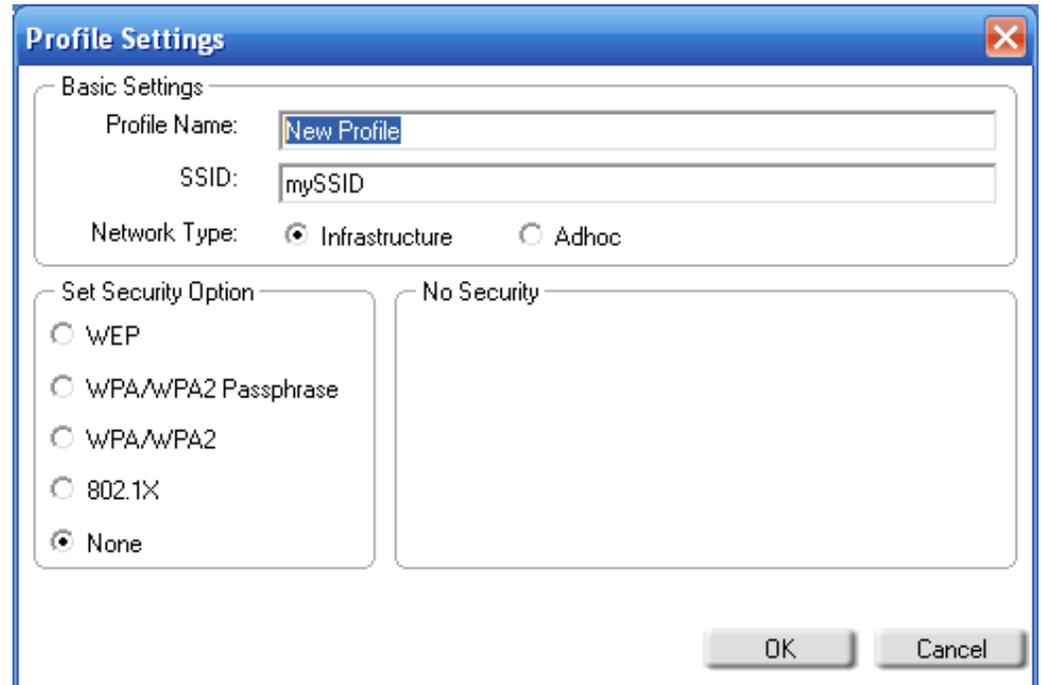 Profile Settings
Basic Settings
Profile Name: New Profile
SSID: mySSID
Network Type: Infrastructure Adhoc
Set Security Option
WEP
WPA/WPA2 Passphrase
WPA/WPA2
802.1X
None
No Security
OK Cancel